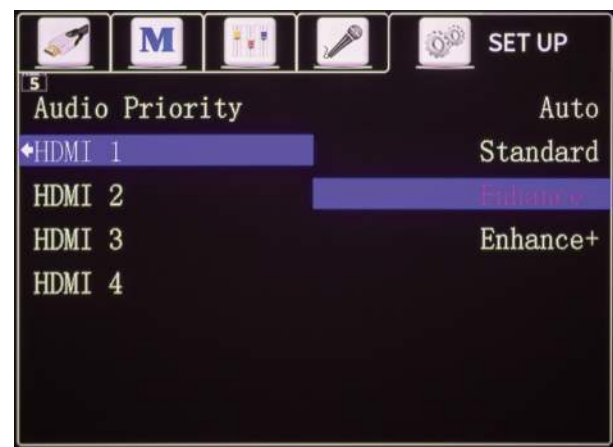 M
SET UP
5
Audio Priority Auto
HDMI 1 Standard
HDMI 2 Enhance
HDMI 3 Enhance+
HDMI 4